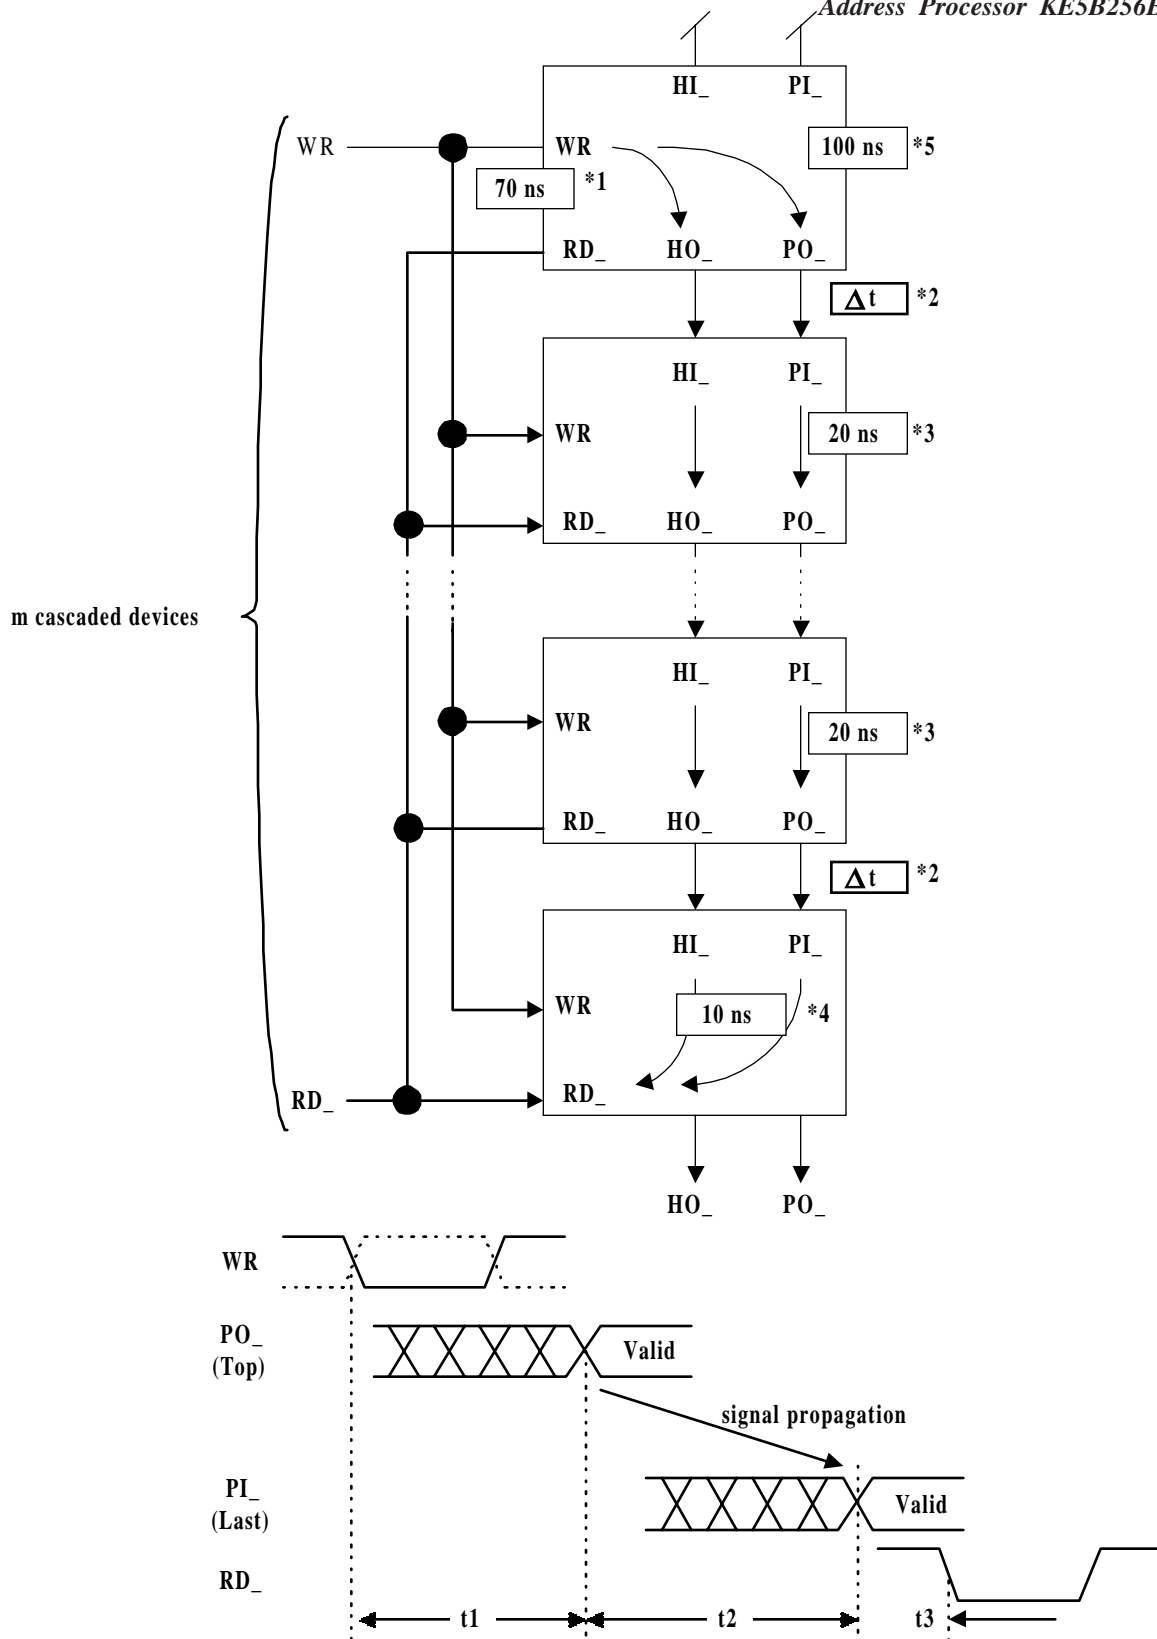 Address Processor KE5B256B
HI_ PI_
WR WR 100 ns *5
70 ns *1
RD_ HO_ PO_
Δt *2
HI_ PI_
WR 20 ns *3
RD_ HO_ PO_
m cascaded devices
HI_ PI_
WR 20 ns *3
RD_ HO_ PO_
Δt *2
HI_ PI_
WR 10 ns *4
RD_ RD_
HO_ PO_
WR
PO_
(Top)
Valid
signal propagation
PI_
(Last)
Valid
RD_
t1 t2 t3